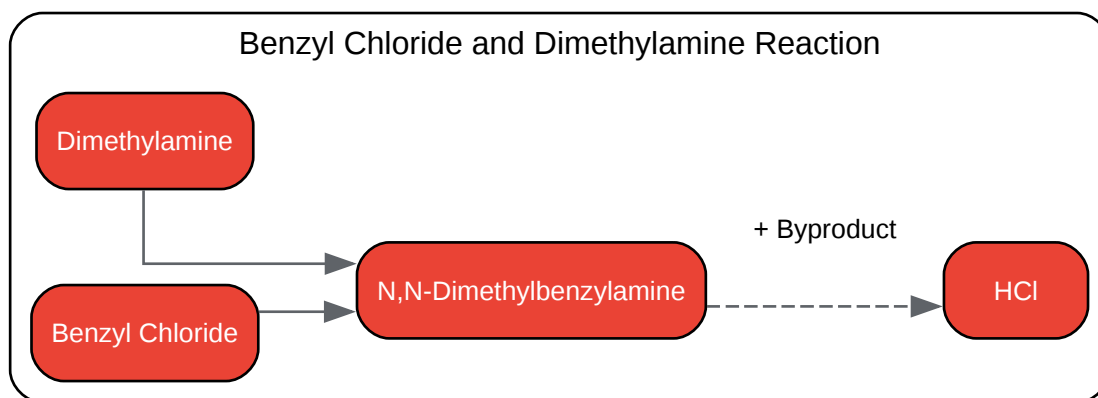 Benzyl Chloride and Dimethylamine Reaction
Dimethylamine
+ Byproduct
N,N-Dimethylbenzylamine
HCl
Benzyl Chloride